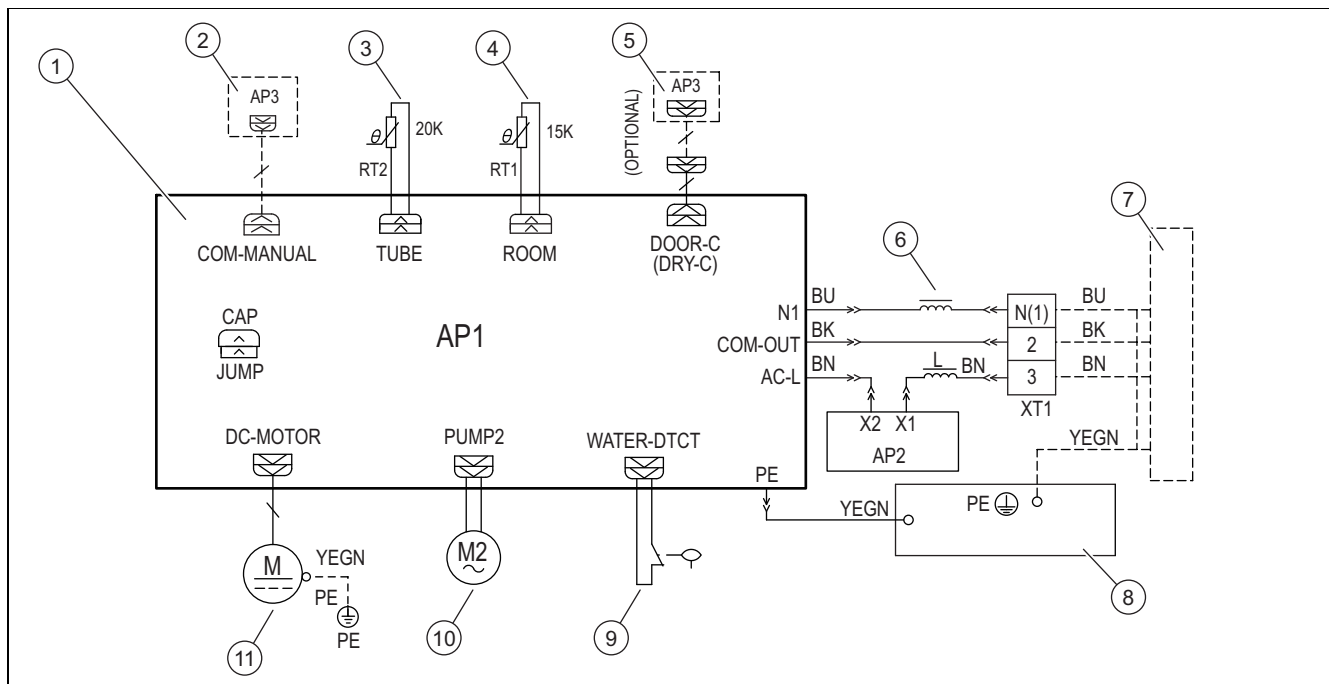 1
2
3
4
5
6
7
AP3
(OPTIONAL)
AP3
θ
20K
RT2
θ
15K
RT1
COM-MANUAL
TUBE
ROOM
DOOR-C
(DRY-C)
CAP
JUMP
AP1
N1
COM-OUT
AC-L
BU
BK
BN
L
BN
N(1)
2
3
XT1
BU
BK
BN
X2
X1
AP2
YEGN
DC-MOTOR
PUMP2
WATER-DTCT
PE
YEGN
PE
M
YEGN
PE
PE
M2
11
10
9
8